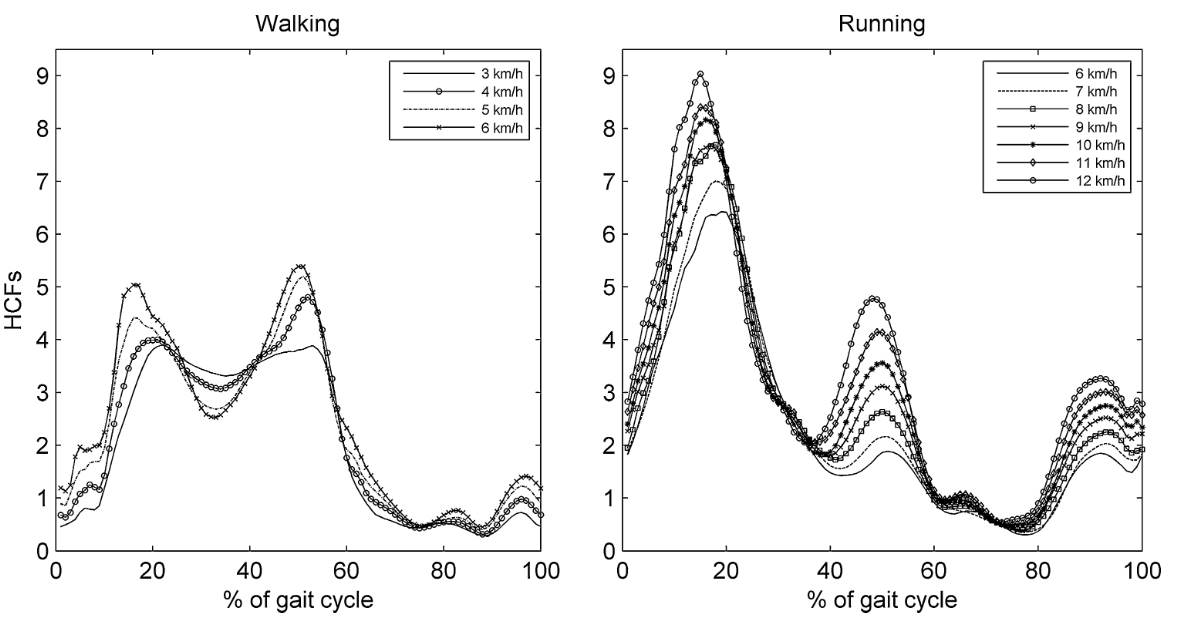 Walking
HCFs
9
8
7
6
5
4
3
2
1
0
3 km/h
4 km/h
5 km/h
6 km/h
0 20 40 60 80 100
% of gait cycle
Running
9
8
7
6
5
4
3
2
1
0
6 km/h
7 km/h
8 km/h
9 km/h
10 km/h
11 km/h
12 km/h
0 20 40 60 80 100
% of gait cycle